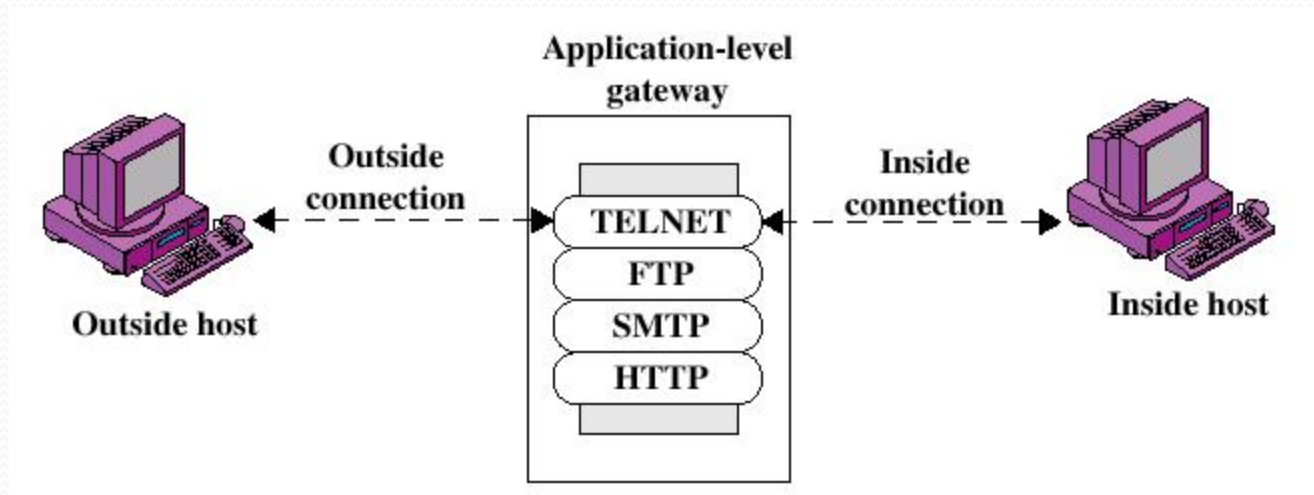 Application-level
gateway
Outside
connection
Inside
connection
TELNET
FTP
SMTP
HTTP
Outside host
Inside host